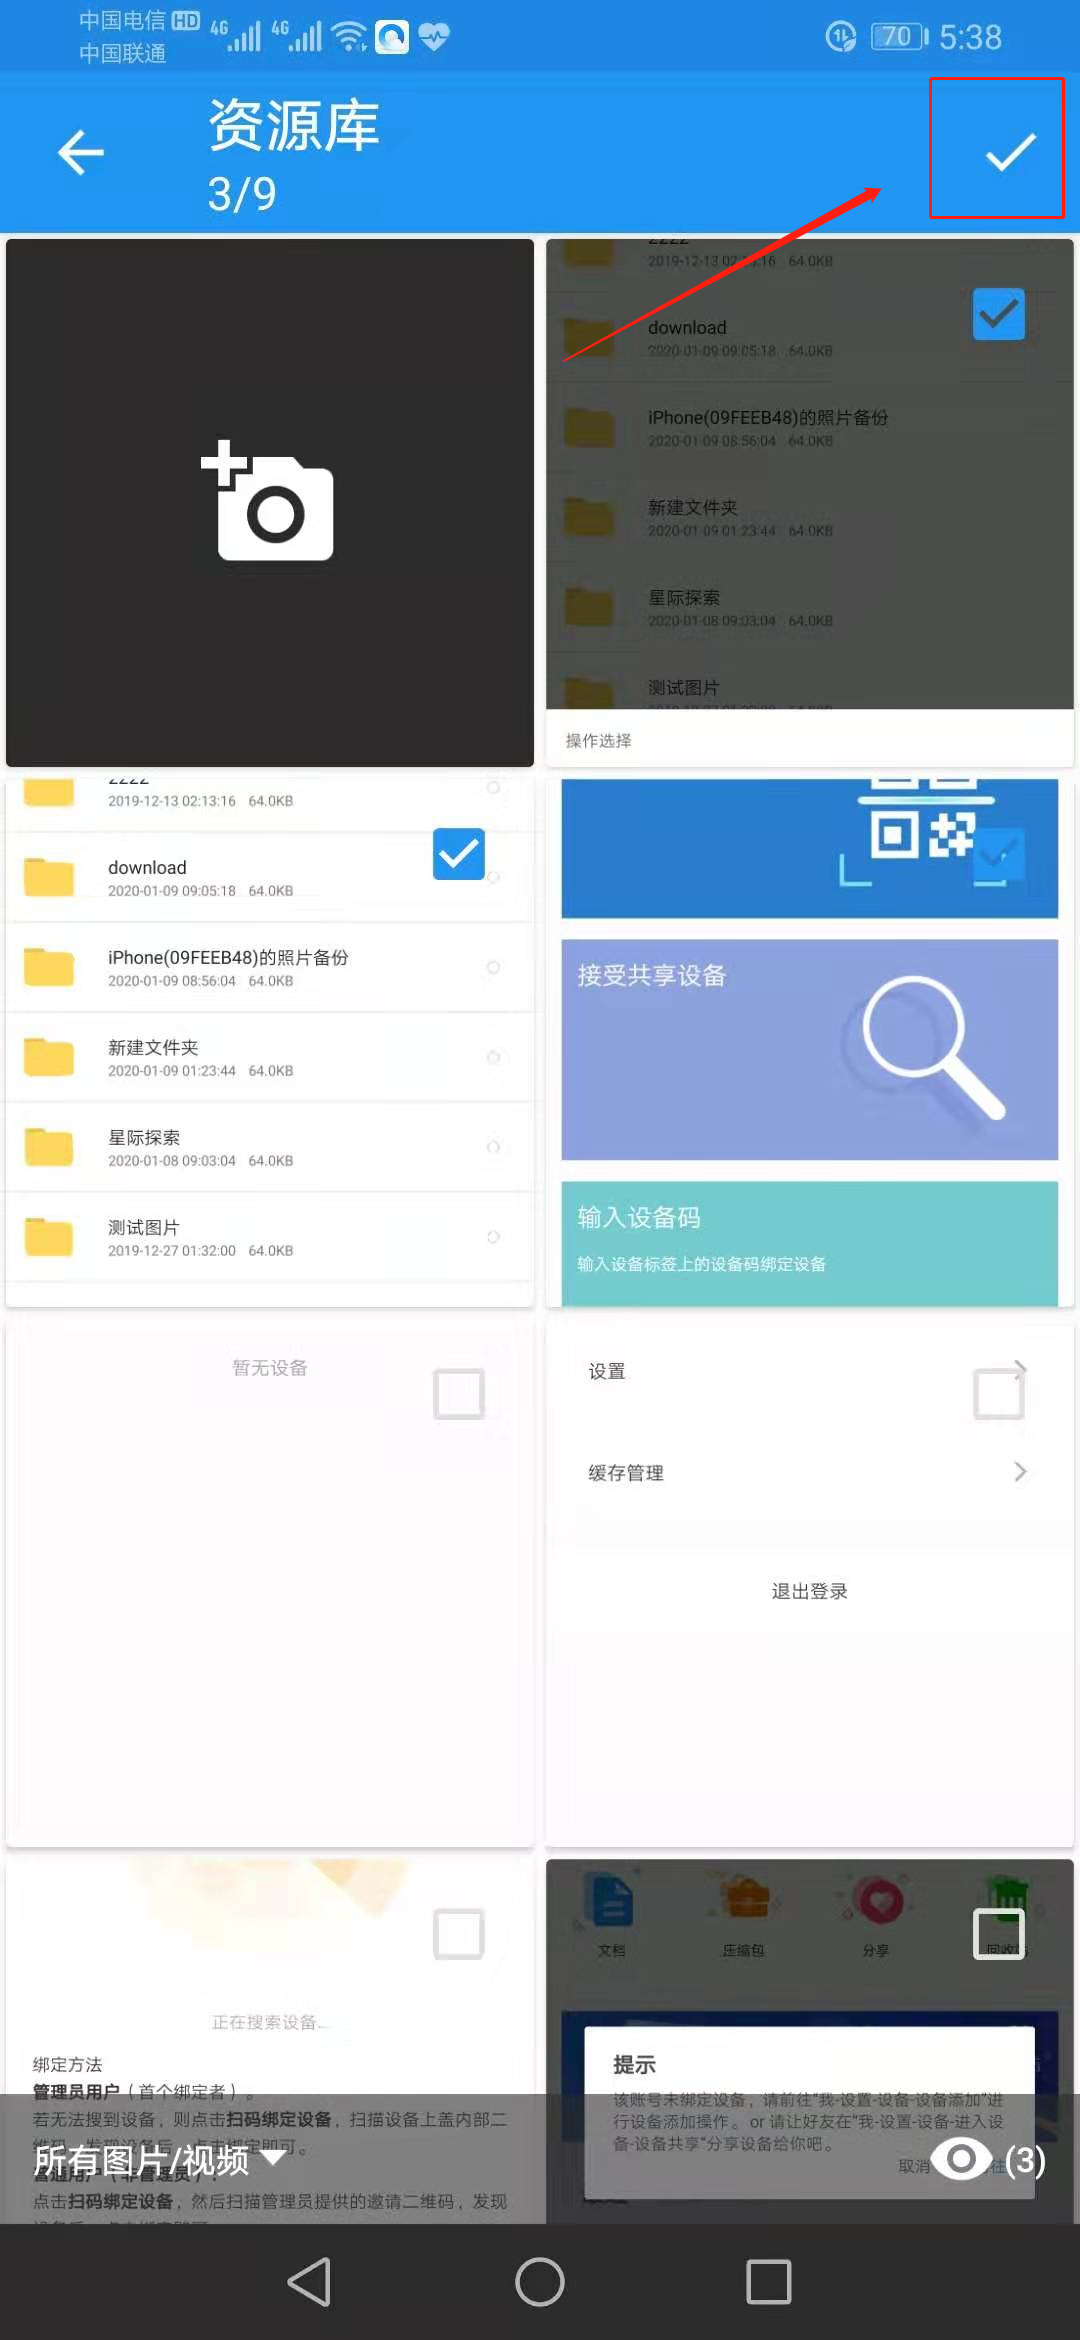 中国电信 HD 4G 4G 70 5:38
中国联通
资源库
3/9
2222
2019-12-13 02:13:16 64.0KB
download
2020-01-09 09:05:18 64.0KB
iPhone(09FEEB48)的照片备份
2020-01-09 08:56:04 64.0KB
新建文件夹
2020-01-09 01:23:44 64.0KB
星际探索
2020-01-08 09:03:04 64.0KB
测试图片
操作选择
2222
2019-12-13 02:13:16 64.0KB
download
2020-01-09 09:05:18 64.0KB
iPhone(09FEEB48)的照片备份
2020-01-09 08:56:04 64.0KB
新建文件夹
2020-01-09 01:23:44 64.0KB
星际探索
2020-01-08 09:03:04 64.0KB
测试图片
2019-12-27 01:32:00 64.0KB
接受共享设备
输入设备码
输入设备标签上的设备码绑定设备
暂无设备
设置
缓存管理
退出登录
正在搜索设备...
绑定方法
管理员用户（首个绑定者）。
若无法搜到设备，则点击扫码绑定设备，扫描设备上盖内部二
点击扫码绑定设备，然后扫描管理员提供的邀请二维码，发现
文档 压缩包 分享
提示
该账号未绑定设备，请前往“我-设置-设备-设备添加”进
行设备添加操作。or 请让好友在“我-设置-设备-进入设
备-设备共享“分享设备给你吧。
取消
所有图片/视频
(3)